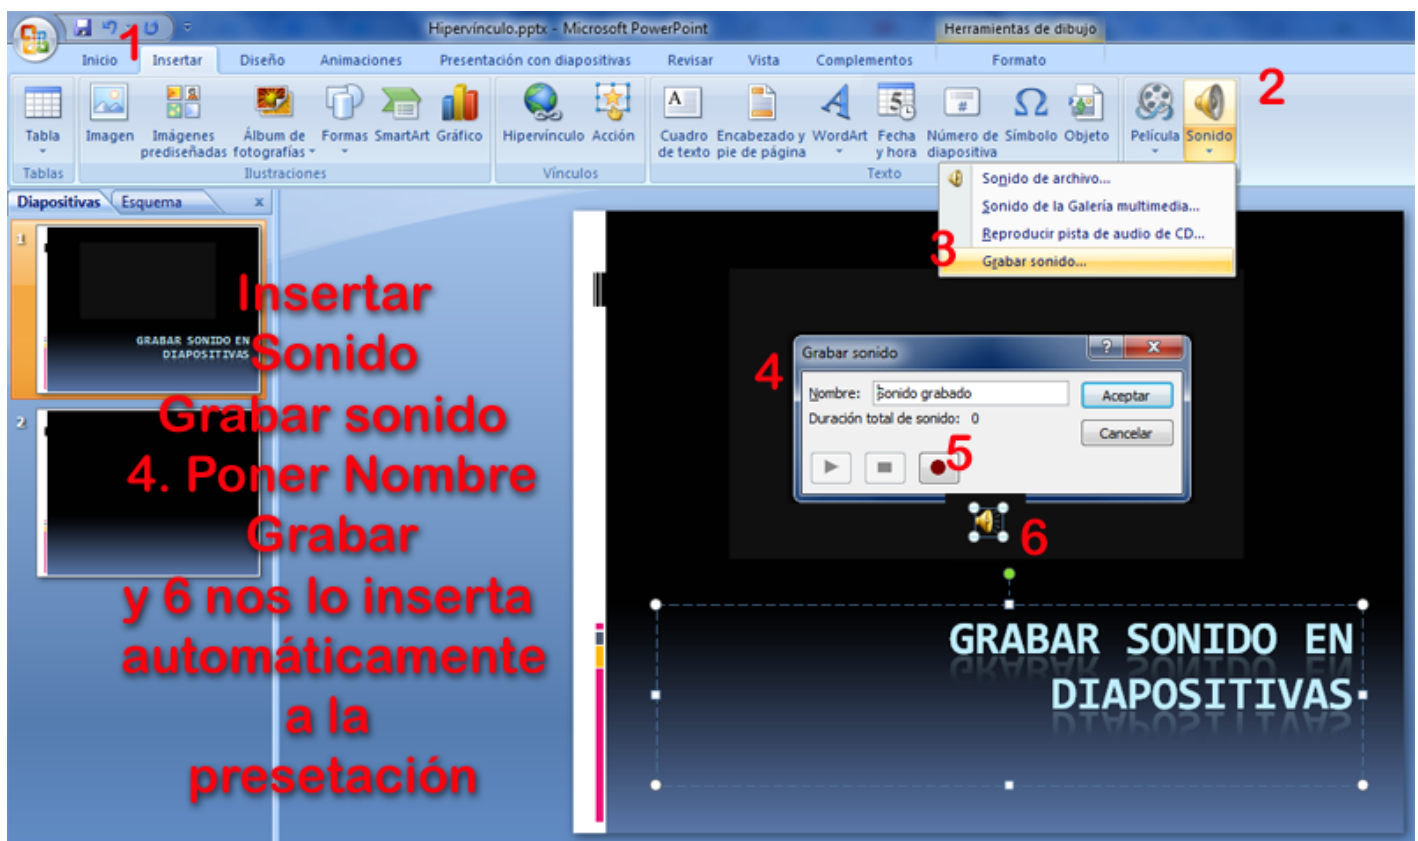 1
Hipervínculo.pptx - Microsoft PowerPoint
Herramientas de dibujo
Inicio Insertar Diseño Animaciones Presentación con diapositivas Revisar Vista Complementos Formato
2
Tabla
Imagen
Imágenes
prediseñadas
Álbum de
fotografías
Formas
SmartArt
Gráfico
Hipervínculo
Acción
A
Cuadro
de texto
Encabezado y
pie de página
A
WordArt
5
Fecha
y hora
#
Número de
diapositiva
Ω
Símbolo
Objeto
Película
Sonido
Tablas
Ilustraciones
Vínculos
Texto
Sonido de archivo...
Sonido de la Galería multimedia...
Reproducir pista de audio de CD...
3
Grabar sonido...
Diapositivas Esquema x
1
GRABAR SONIDO EN
DIAPOSITIVAS
2
Insertar
Sonido
Grabar sonido
4. Poner Nombre
Grabar
y 6 nos lo inserta
automáticamente
a la
presetación
4
Grabar sonido
? X
Nombre: Sonido grabado
Aceptar
Duración total de sonido: 0
Cancelar
5
6
GRABAR SONIDO EN
DIAPOSITIVAS